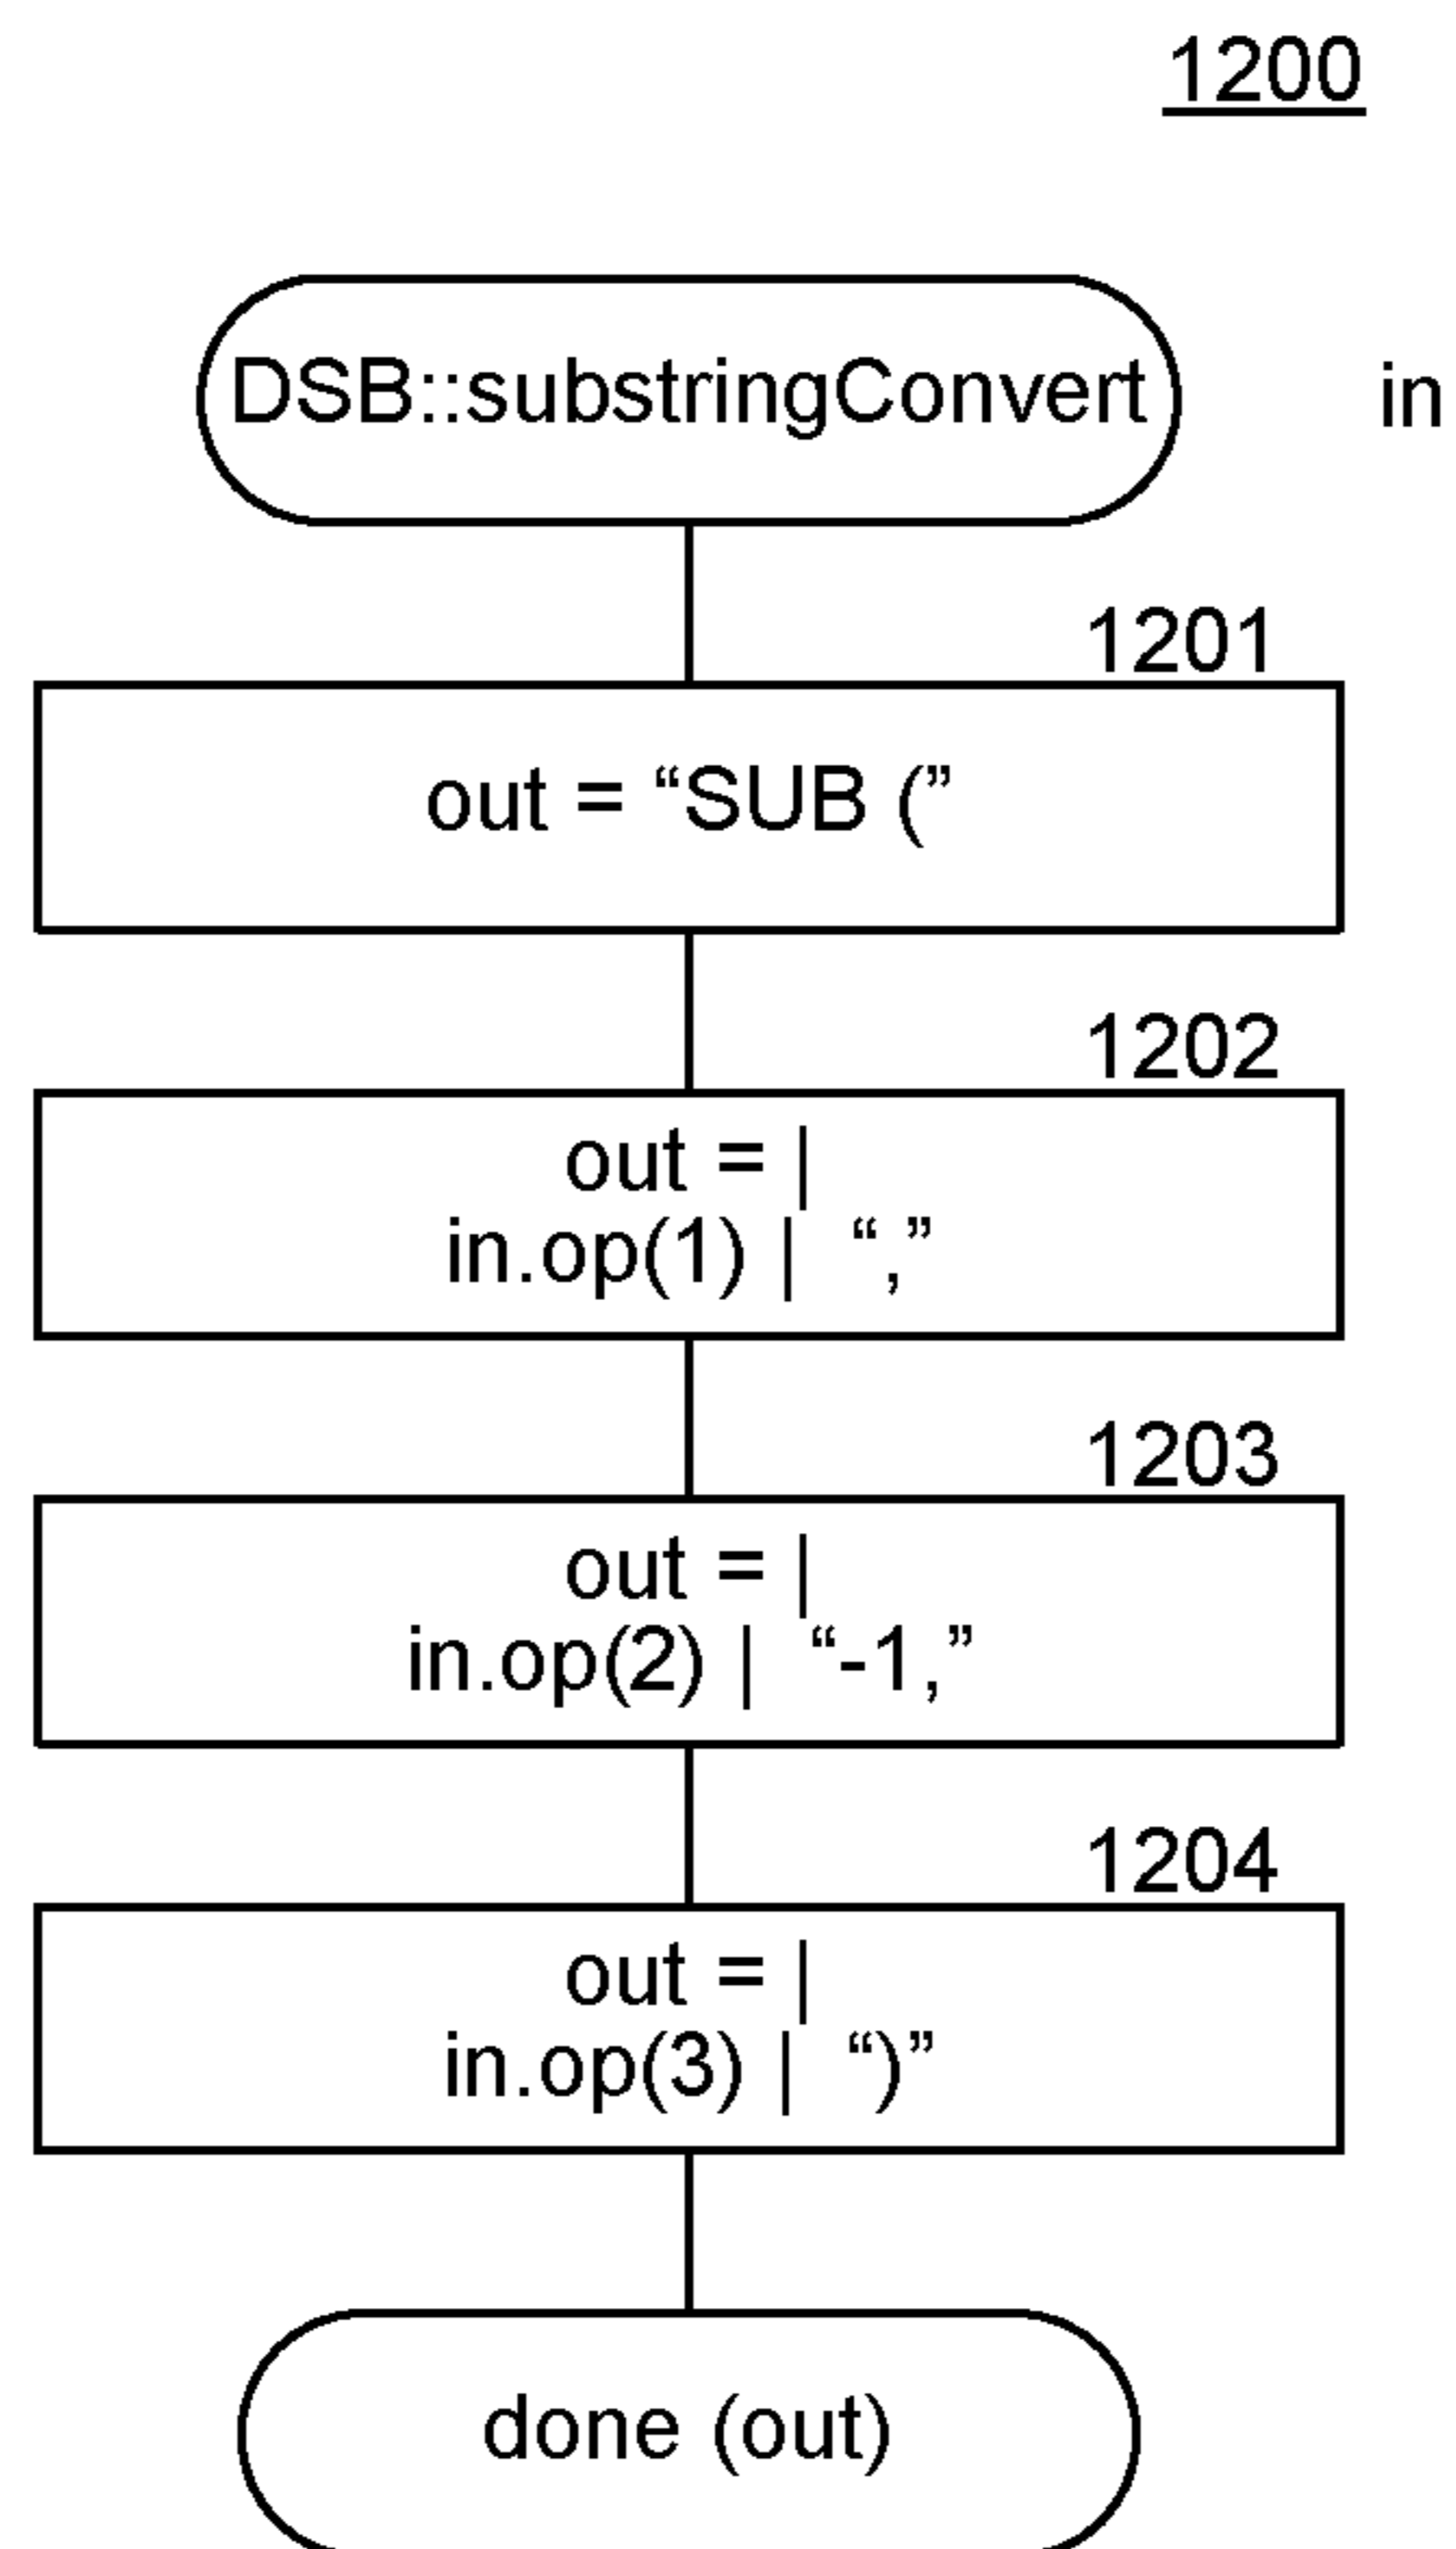 1200
DSB::substringConvert in
1201
out = “SUB (”
1202
out = |
in.op(1) | “,”
1203
out = |
in.op(2) | “-1,”
1204
out = |
in.op(3) | “)”
done (out)